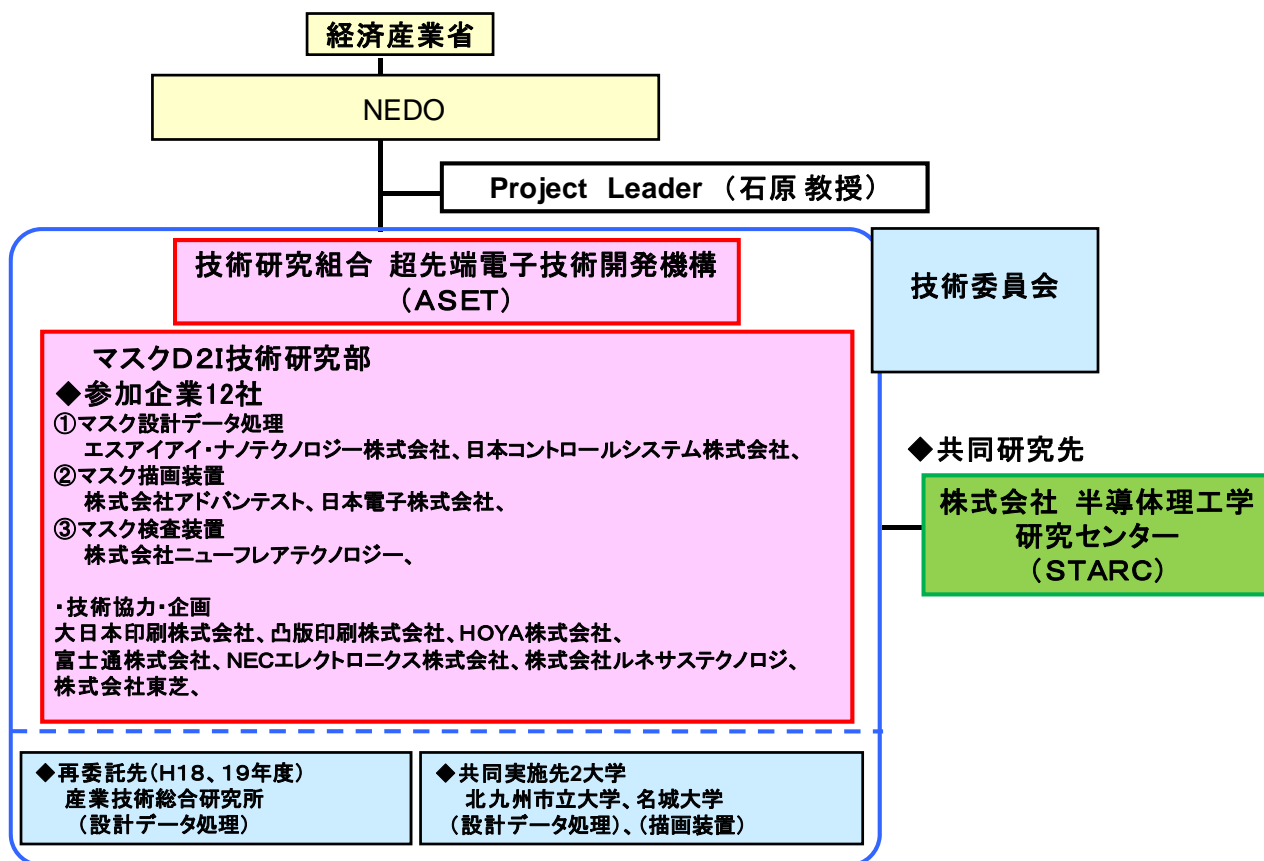 経済産業省
NEDO
Project Leader （石原 教授）
技術研究組合 超先端電子技術開発機構
（ASET）
技術委員会
マスクD2I技術研究部
◆参加企業12社
①マスク設計データ処理
エスアイアイ・ナノテクノロジー株式会社、日本コントロールシステム株式会社、
②マスク描画装置
株式会社アドバンテスト、日本電子株式会社、
③マスク検査装置
株式会社ニューフレアテクノロジー、
・技術協力・企画
大日本印刷株式会社、凸版印刷株式会社、HOYA株式会社、
富士通株式会社、NECエレクトロニクス株式会社、株式会社ルネサステクノロジ、
株式会社東芝、
◆共同研究先
株式会社 半導体理工学
研究センター
（STARC）
◆再委託先（H18、19年度）
産業技術総合研究所
（設計データ処理）
◆共同実施先2大学
北九州市立大学、名城大学
（設計データ処理）、（描画装置）